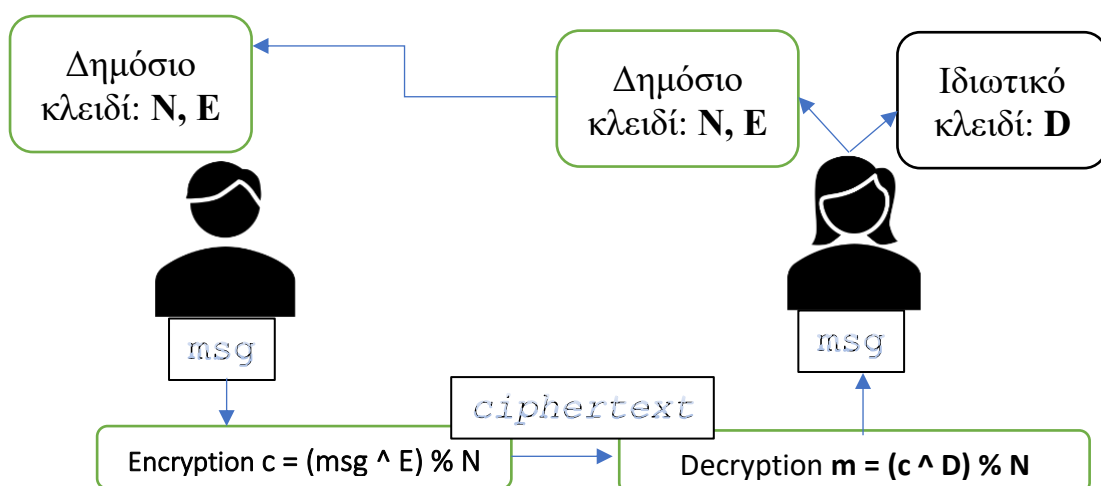 Δημόσιο
κλειδί: N, E
Δημόσιο
κλειδί: N, E
Ιδιωτικό
κλειδί: D
msg
msg
ciphertext
Encryption c = (msg ^ E) % N
Decryption m = (c ^ D) % N